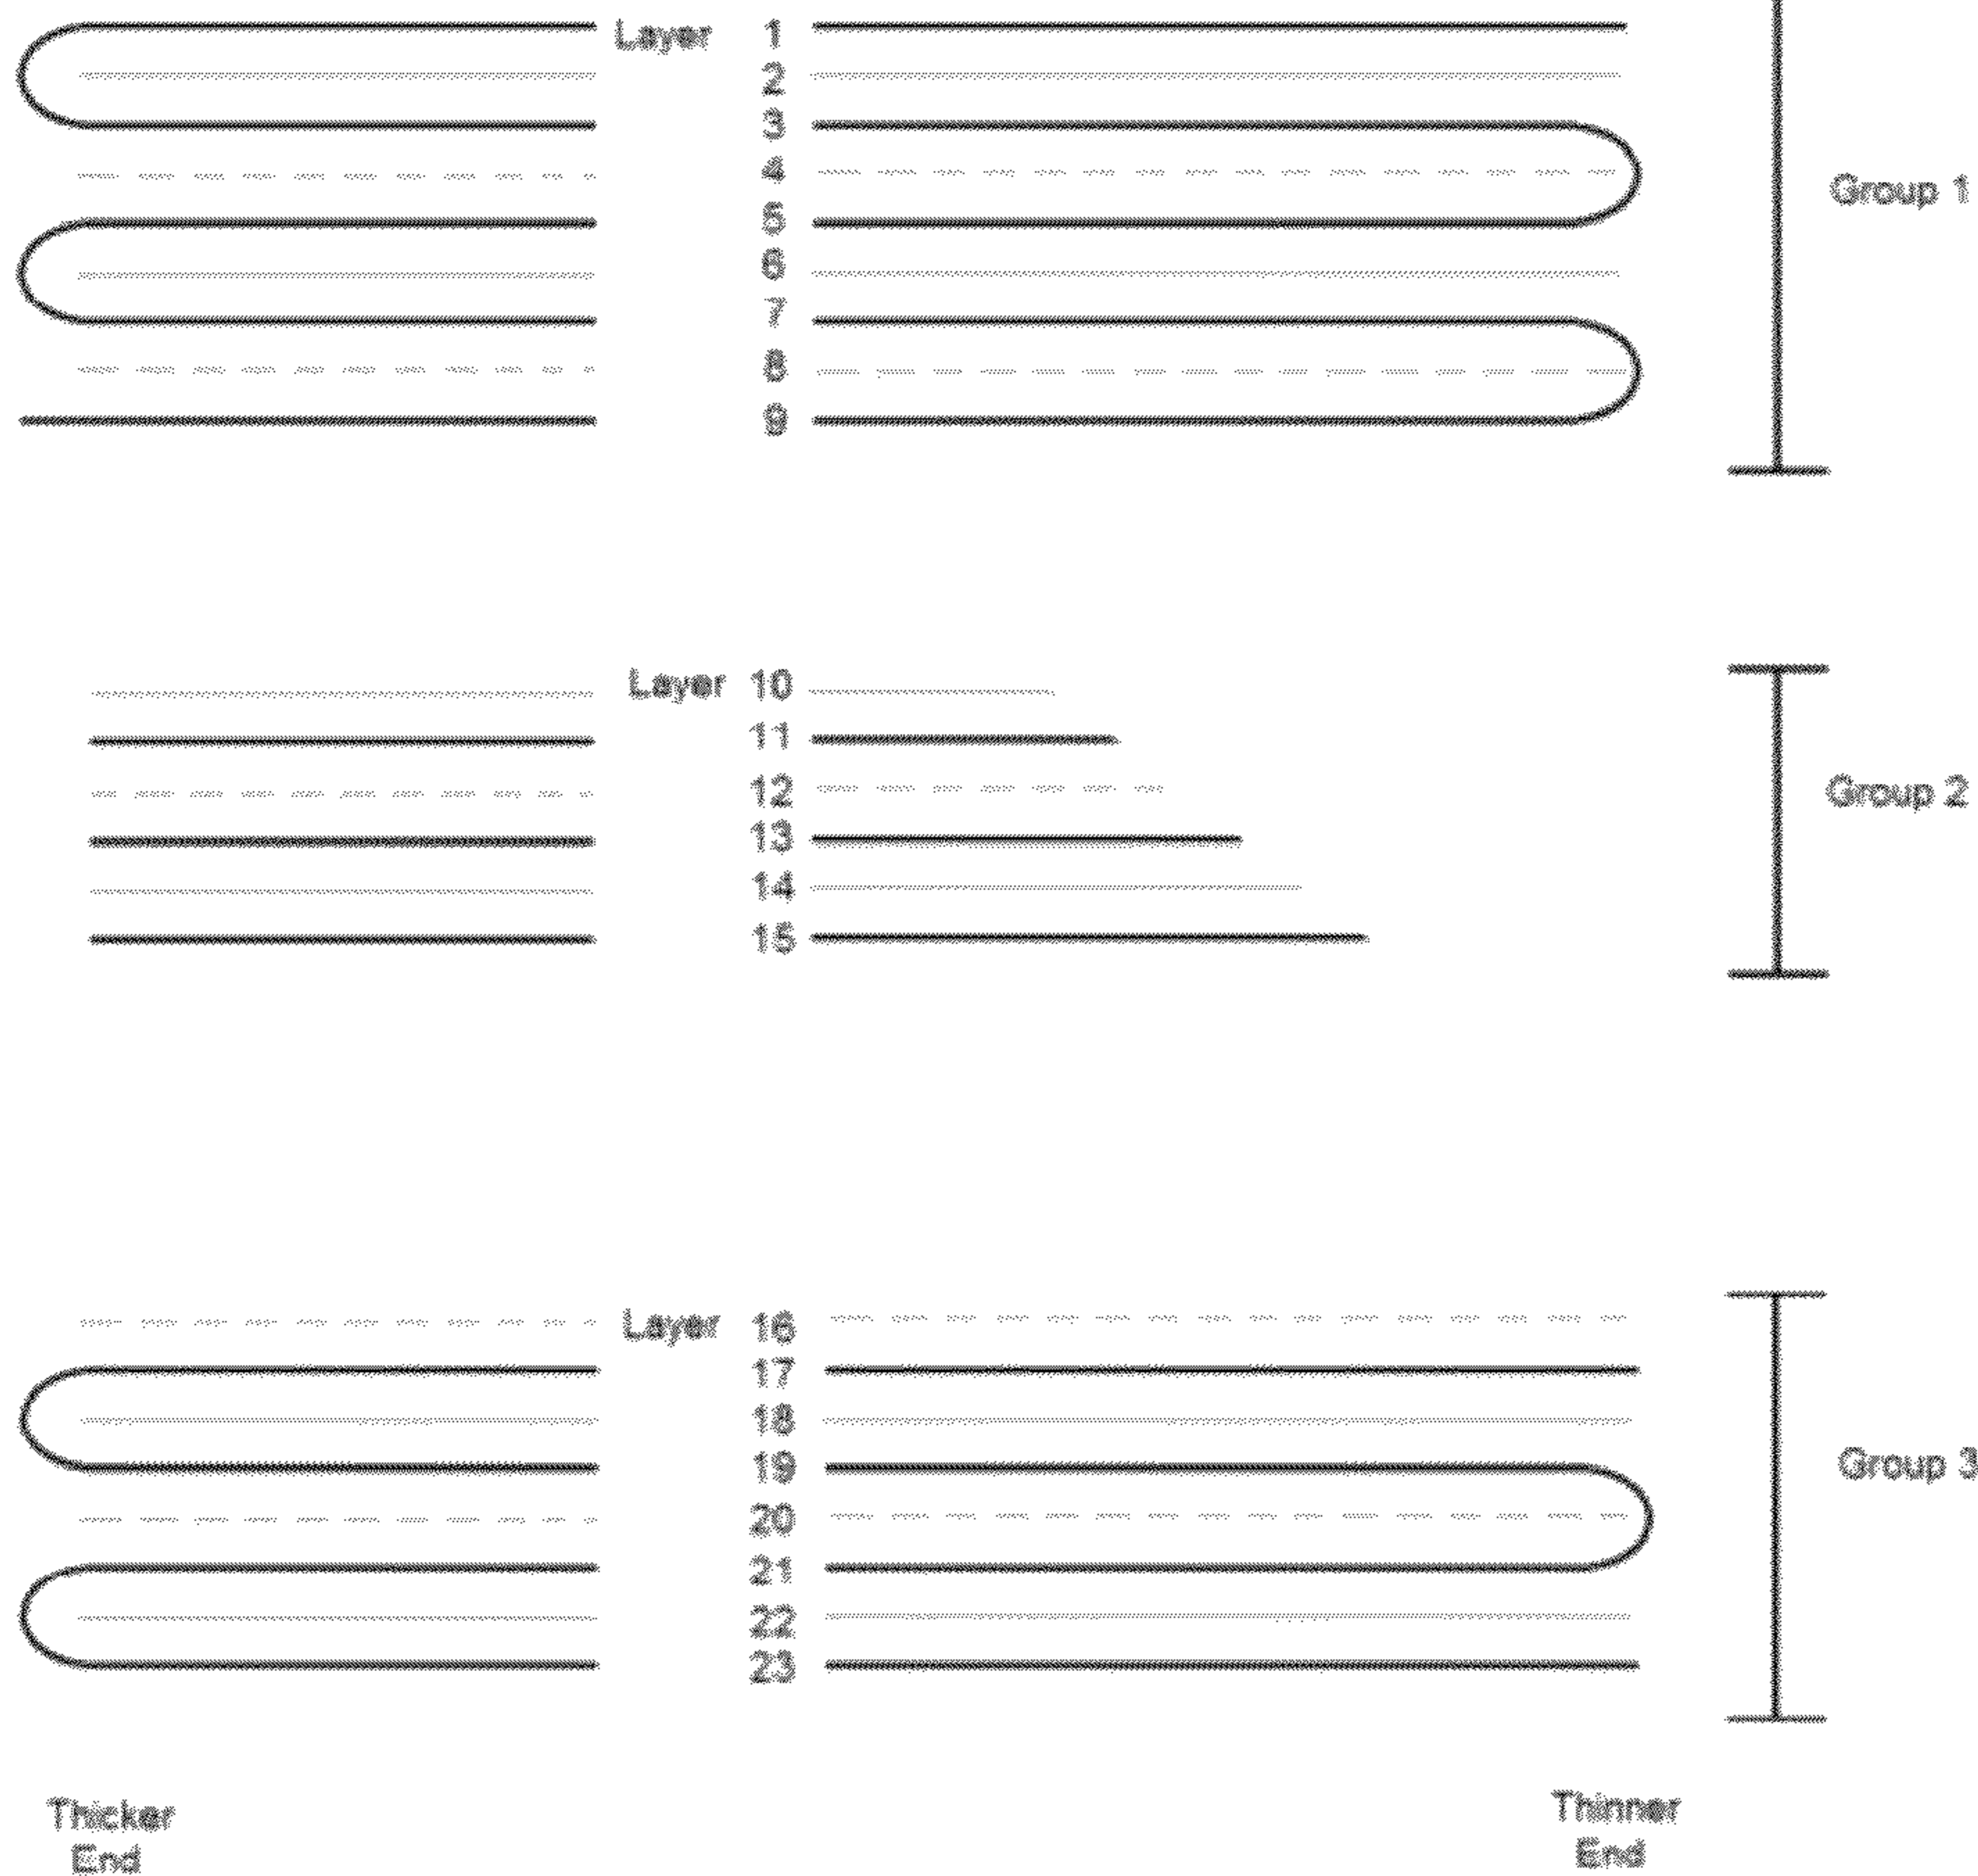 Layer 1
2
3
4
5
6
7
8
9
Group 1
Layer 10
11
12
13
14
15
Group 2
Layer 16
17
18
19
20
21
22
23
Group 3
Thicker
End
Thinner
End